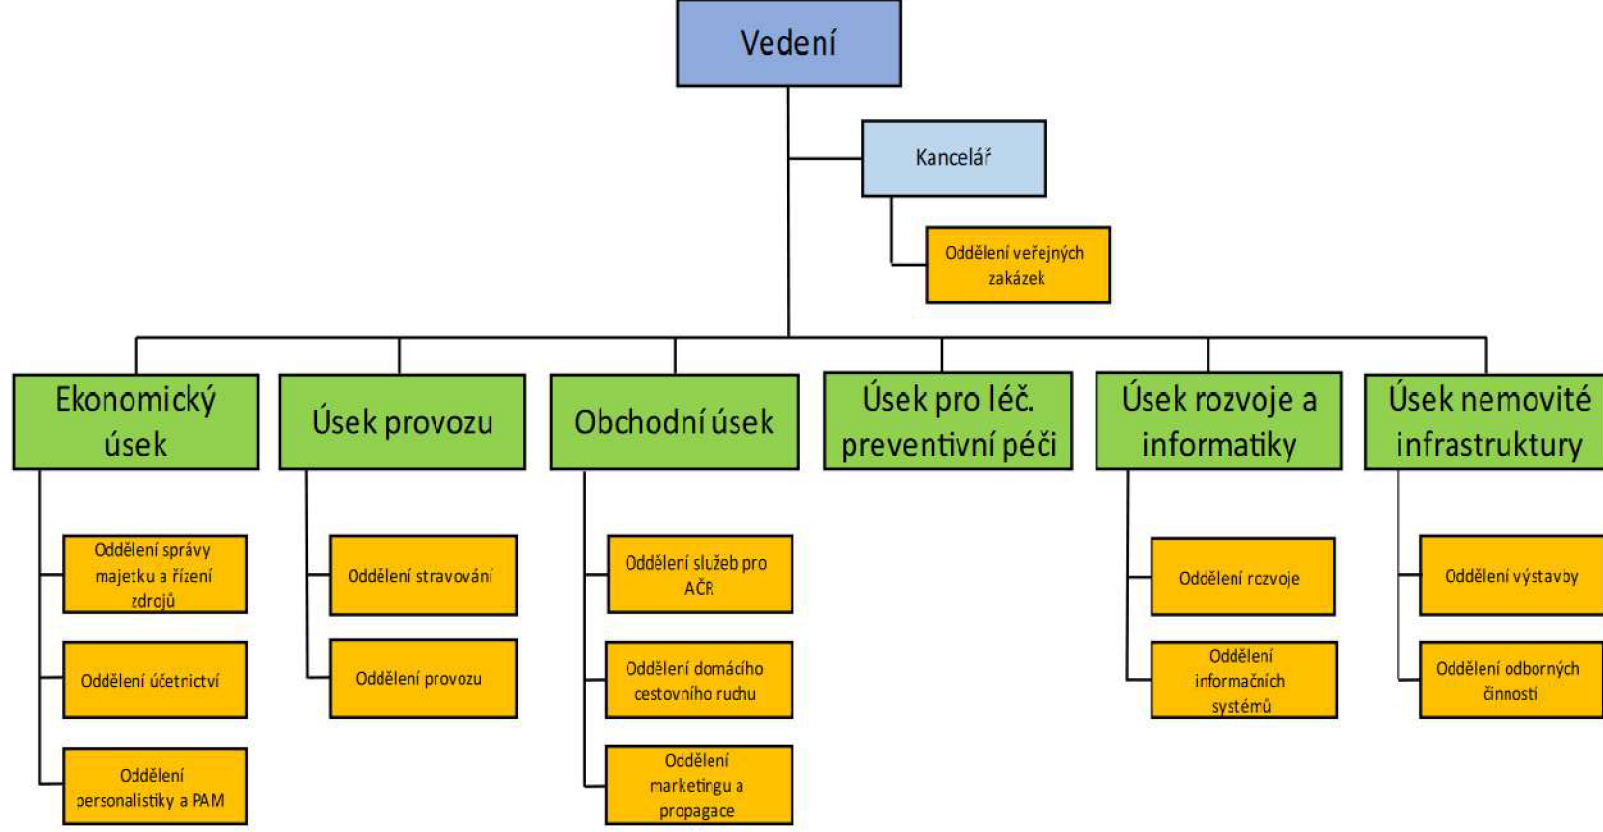 Vedení
Kancelář
Oddělení veřejných
zakázek
Ekonomický
úsek
Úsek provozu
Obchodní úsek
Úsek pro léč.
preventivní péči
Úsek rozvoje a
informatiky
Úsek nemovité
infrastruktury
Oddělení správy
majetku a řízení
zdrojů
Oddělení účetnictví
Oddělení
personalistiky a PAM
Oddělení stravování
Oddělení provozu
Oddělení služeb pro
AČR
Oddělení domácího
cestovního ruchu
Oddělení
marketingu a
propagace
Oddělení rozvoje
Oddělení
informačních
systémů
Oddělení výstavby
Oddělení odborných
činností